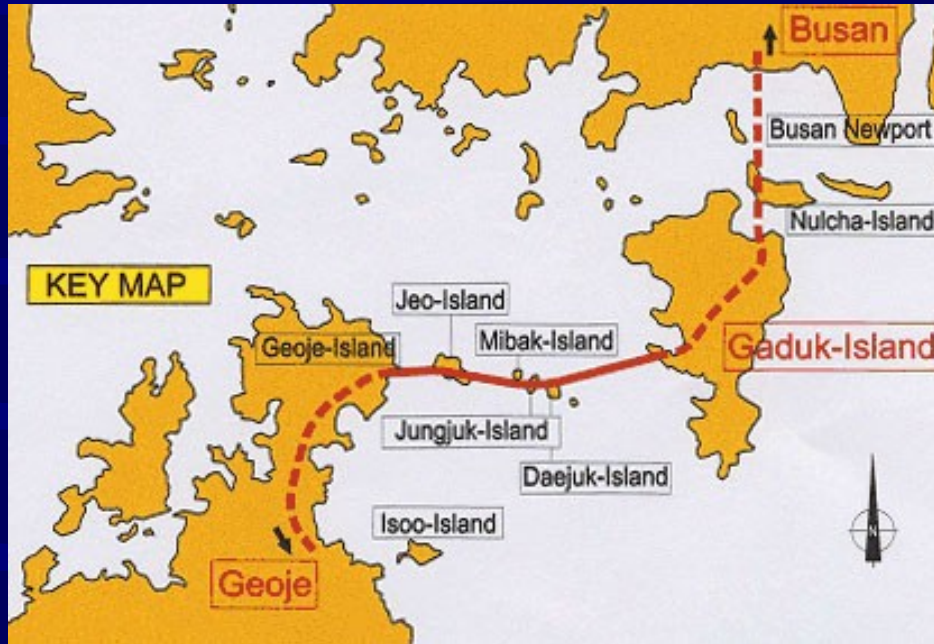 Busan
Busan Newport
Nulcha-Island
KEY MAP
Jeo-Island
Mibak-Island
Geoje-Island
Gaduk-Island
Jungjuk-Island
Daejuk-Island
Isoo-Island
N
Geoje